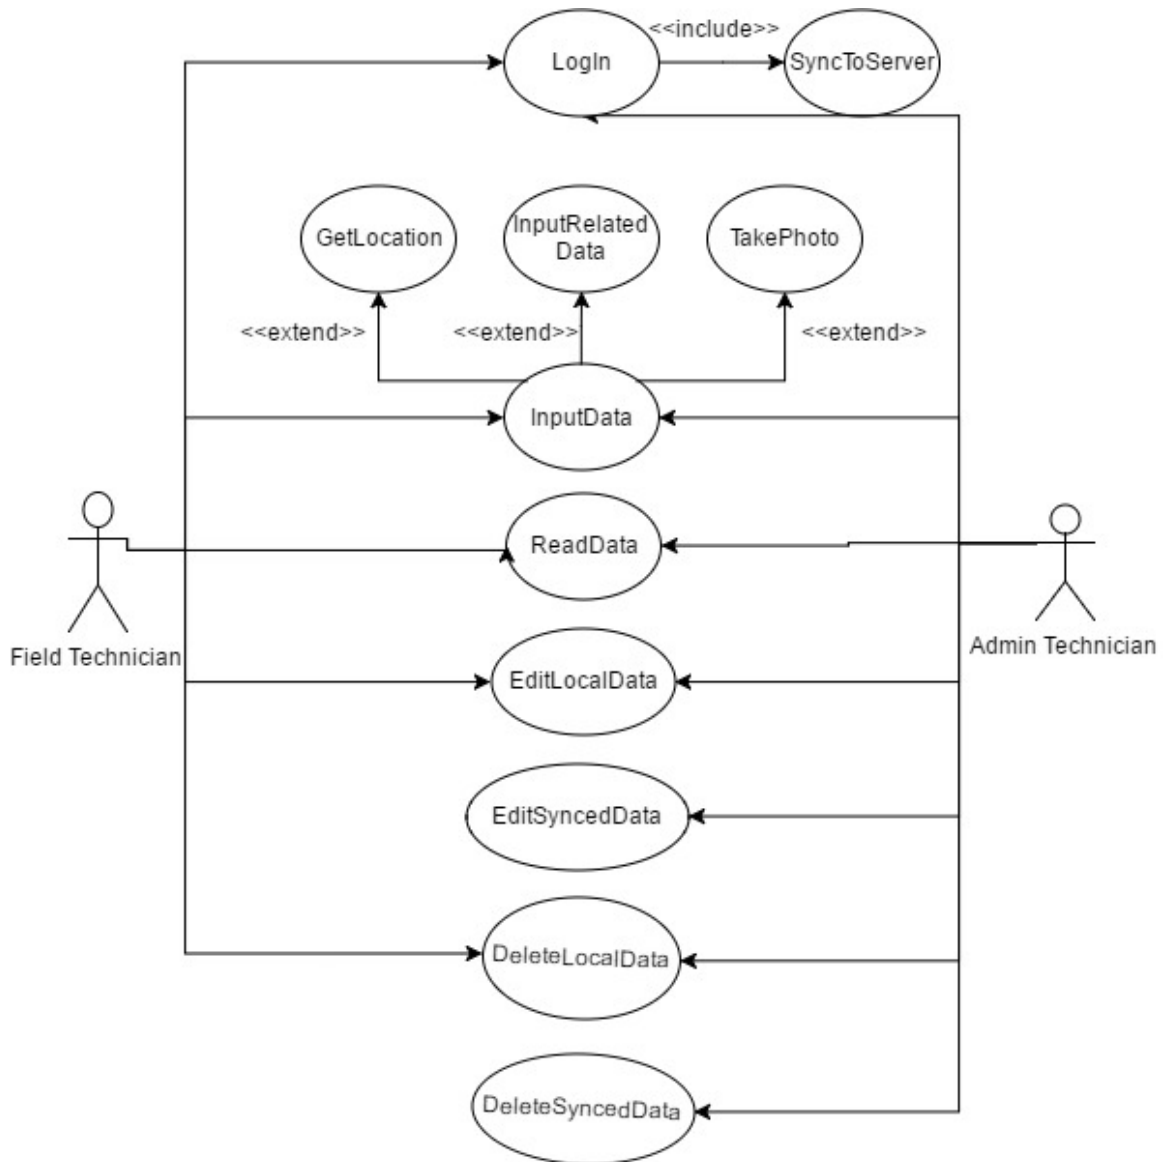 <<include>>
LogIn
SyncToServer
GetLocation
InputRelated
Data
TakePhoto
<<extend>>
<<extend>>
<<extend>>
InputData
ReadData
Field Technician
Admin Technician
EditLocalData
EditSyncedData
DeleteLocalData
DeleteSyncedData